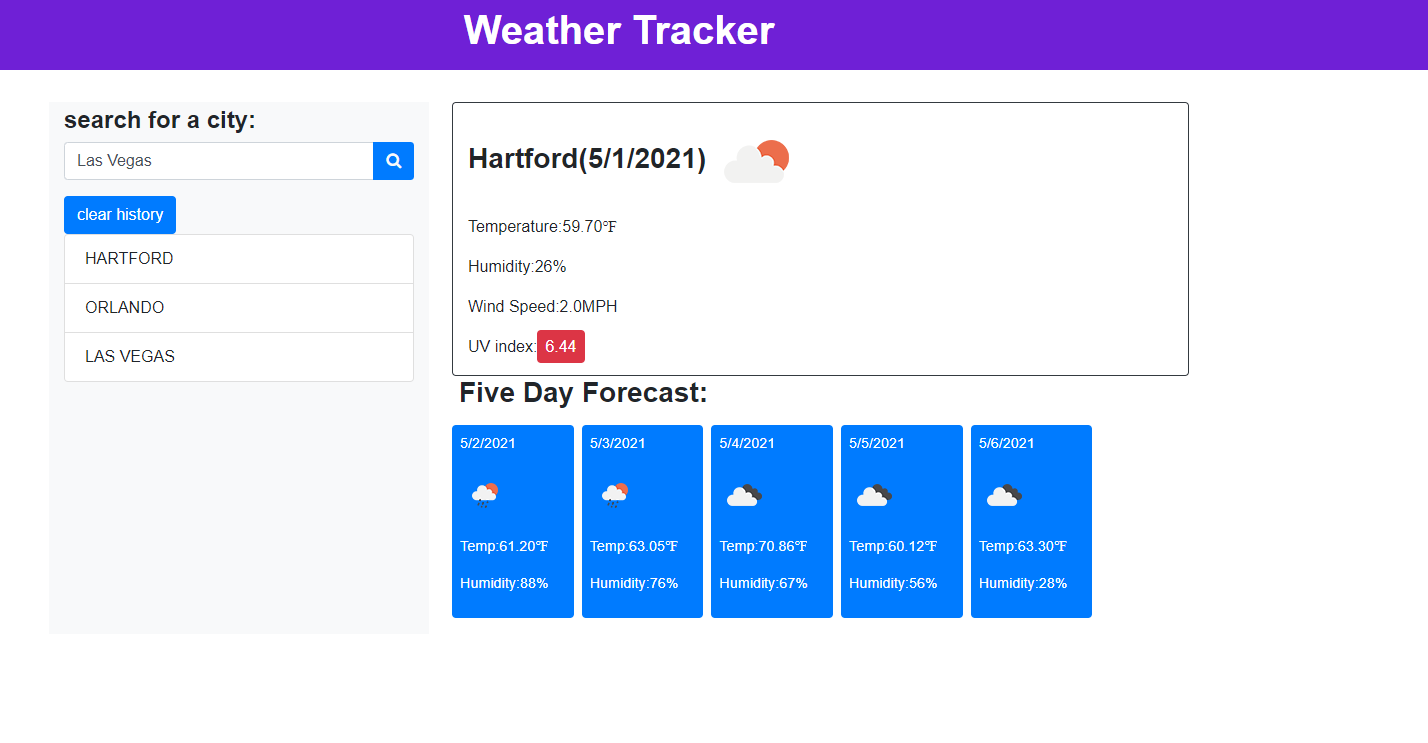 Weather Tracker
search for a city:
Las Vegas
clear history
HARTFORD
ORLANDO
LAS VEGAS
Hartford(5/1/2021)
Temperature:59.70℉
Humidity:26%
Wind Speed:2.0MPH
UV index:6.44
Five Day Forecast:
5/2/2021
Temp:61.20℉
Humidity:88%
5/3/2021
Temp:63.05℉
Humidity:76%
5/4/2021
Temp:70.86℉
Humidity:67%
5/5/2021
Temp:60.12℉
Humidity:56%
5/6/2021
Temp:63.30℉
Humidity:28%